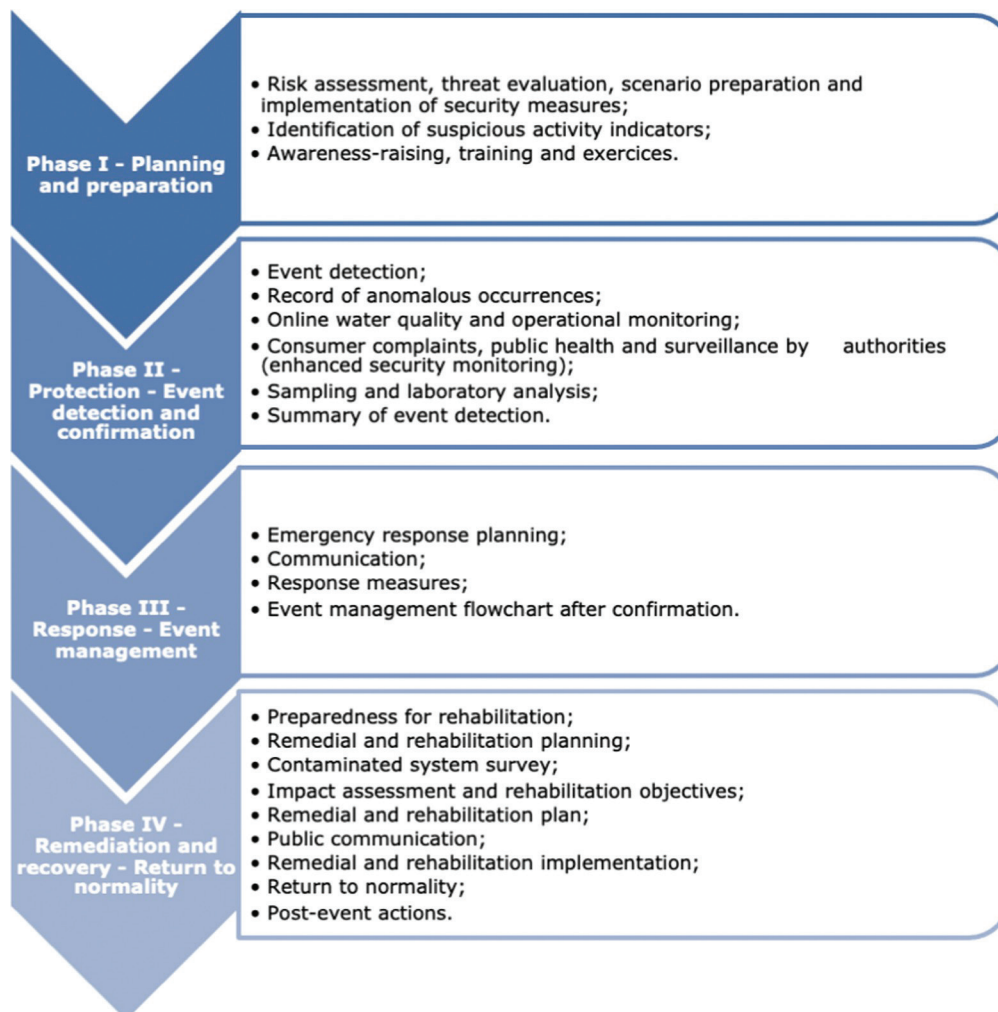 Phase I - Planning
and preparation
• Risk assessment, threat evaluation, scenario preparation and
implementation of security measures;
• Identification of suspicious activity indicators;
• Awareness-raising, training and exercices.
Phase II -
Protection - Event
detection and
confirmation
• Event detection;
• Record of anomalous occurrences;
• Online water quality and operational monitoring;
• Consumer complaints, public health and surveillance by authorities
(enhanced security monitoring);
• Sampling and laboratory analysis;
• Summary of event detection.
Phase III -
Response - Event
management
• Emergency response planning;
• Communication;
• Response measures;
• Event management flowchart after confirmation.
Phase IV -
Remediation and
recovery - Return to
normality
• Preparedness for rehabilitation;
• Remedial and rehabilitation planning;
• Contaminated system survey;
• Impact assessment and rehabilitation objectives;
• Remedial and rehabilitation plan;
• Public communication;
• Remedial and rehabilitation implementation;
• Return to normality;
• Post-event actions.